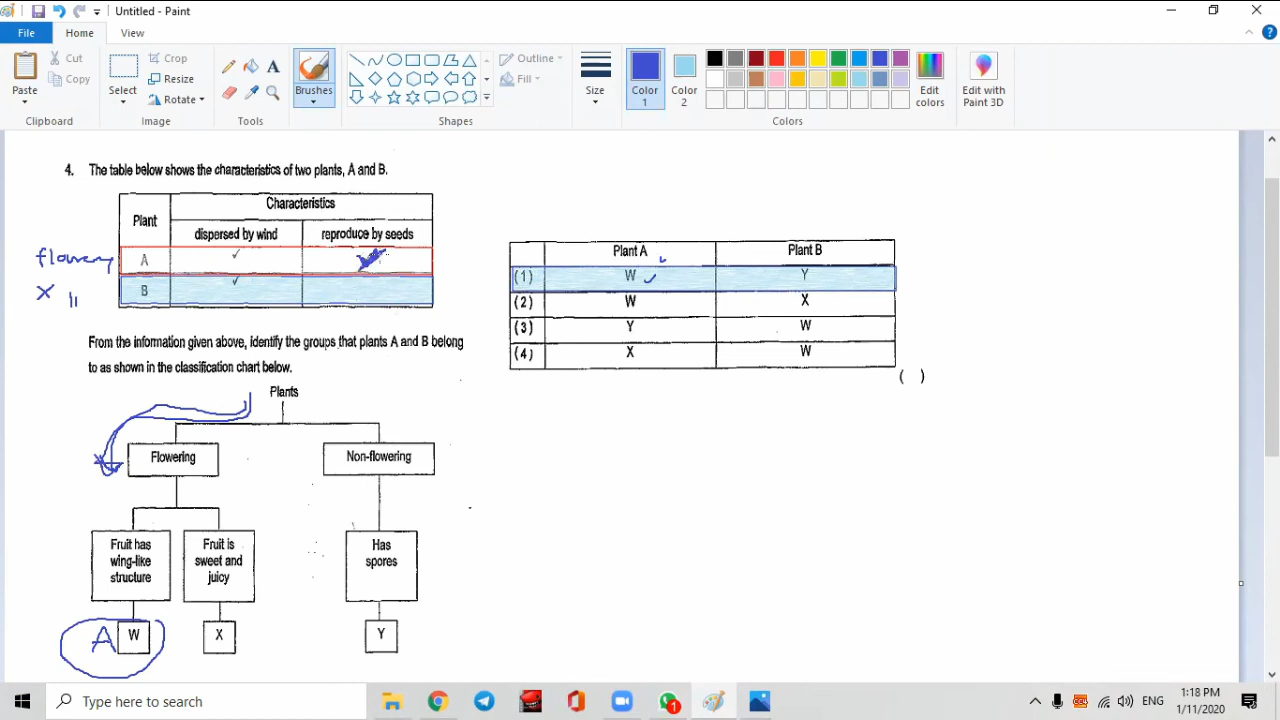 Untitled - Paint
File Home View
Paste
Cut
Copy
Clipboard
Select
Crop
Resize
Rotate
Image
Tools
Brushes
Shapes
Outline
Fill
Size
Color 1
Color 2
Edit colors
Colors
Edit with Paint 3D
4. The table below shows the characteristics of two plants, A and B.
Plant Characteristics
dispersed by wind reproduce by seeds
flowery A ✓
X 11 B ✓
From the information given above, identify the groups that plants A and B belong
to as shown in the classification chart below.
Plants
Flowering Non-flowering
Fruit has wing-like structure
Fruit is sweet and juicy
Has spores
A W X Y
Plant A Plant B
(1) W ✓ Y
(2) W X
(3) Y W
(4) X W
( )
Type here to search
1
ENG
1:18 PM
1/11/2020